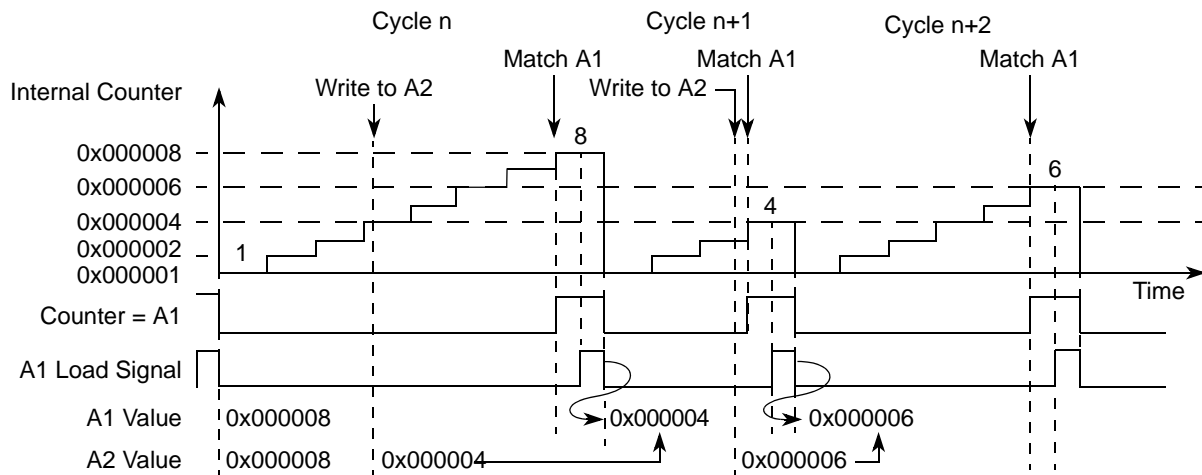 Cycle n
Cycle n+1
Cycle n+2
Match A1
Match A1
Match A1
Write to A2
Write to A2
Internal Counter
8
0x000008
6
0x000006
4
0x000004
0x000002
1
0x000001
Time
Counter = A1
A1 Load Signal
A1 Value 0x000008 0x000004 0x000006
A2 Value 0x000008 0x000004 0x000006